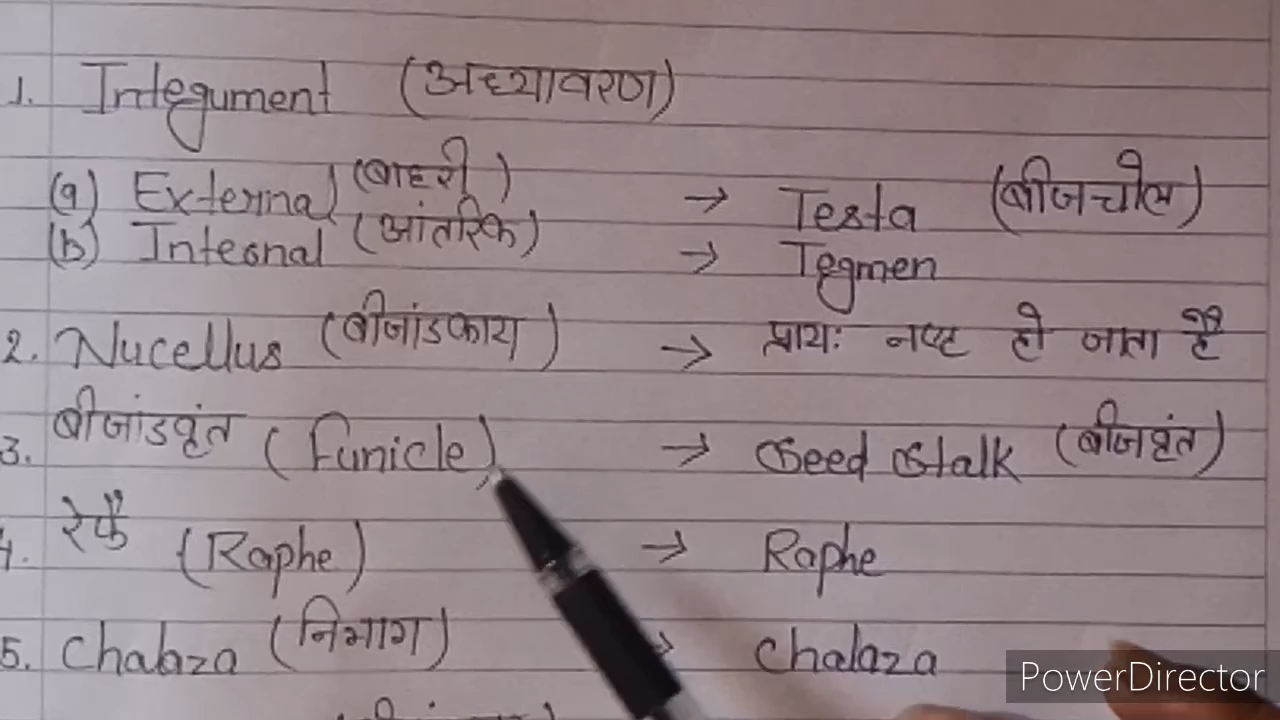 1. Integument (अध्यावरण)
(a) External (बाहरी) → Testa (बीजचोल)
(b) Internal (आंतरिक) → Tegmen
2. Nucellus (बीजांडकाय) → प्रायः नष्ट हो जाता है
3. बीजांडवृंत (Funicle) → Seed Stalk (बीजवृंत)
4. रेफै (Raphe) → Raphe
5. Chalaza (निभाग) → Chalaza
PowerDirector